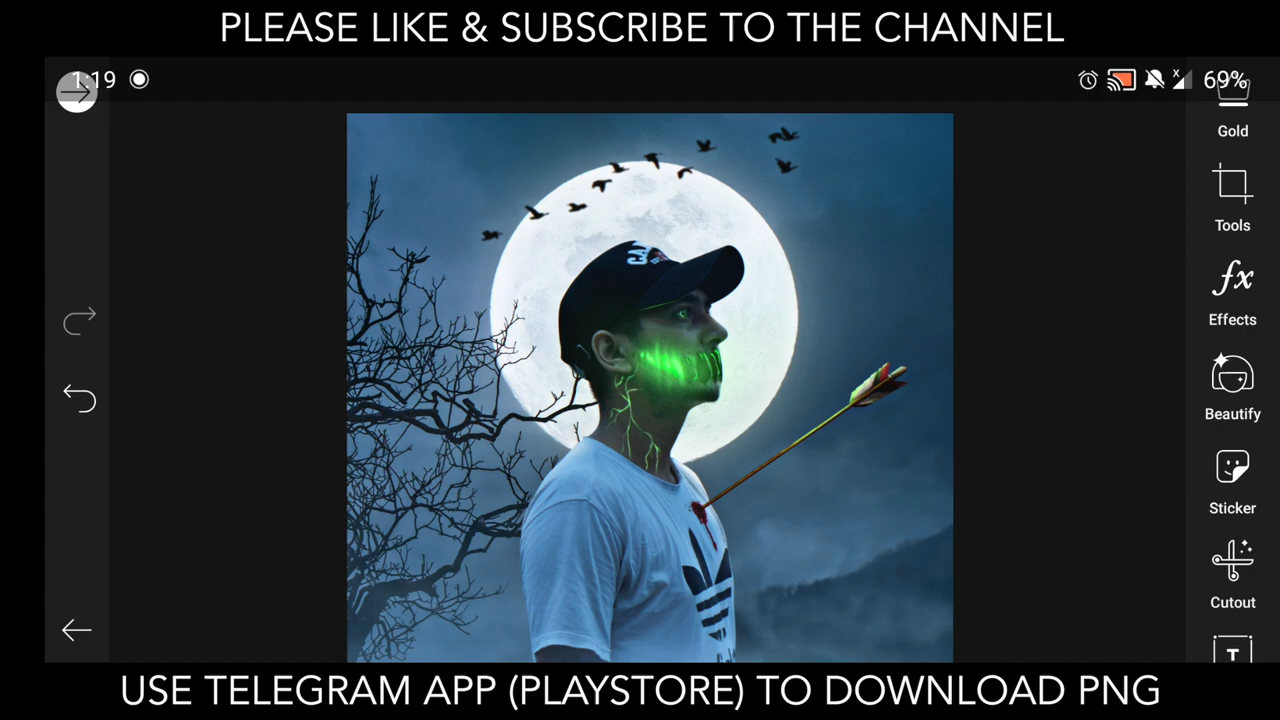 PLEASE LIKE & SUBSCRIBE TO THE CHANNEL
1:19
69%
Gold
Tools
fx
Effects
Beautify
Sticker
Cutout
T
USE TELEGRAM APP (PLAYSTORE) TO DOWNLOAD PNG